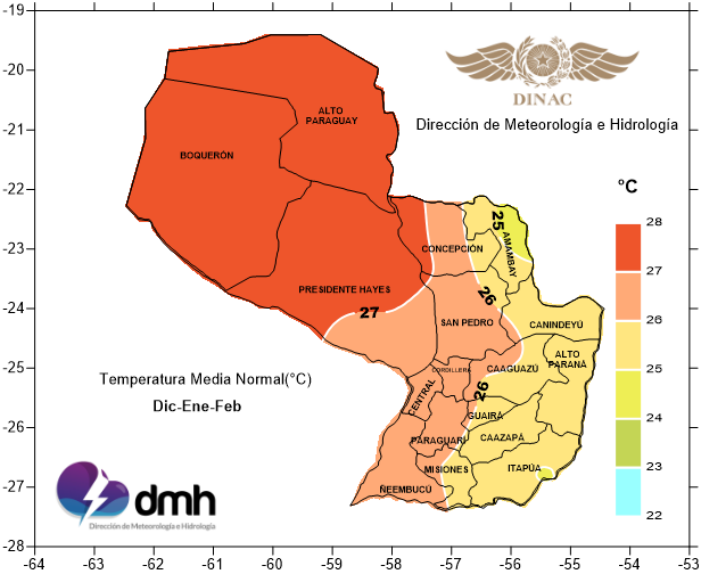 -19
-20
-21
-22
-23
-24
-25
-26
-27
-28
DINAC
Dirección de Meteorología e Hidrología
°C
28
27
26
25
24
23
22
ALTO
PARAGUAY
BOQUERÓN
25
AMAMBAY
CONCEPCIÓN
PRESIDENTE HAYES
26
27
SAN PEDRO
CANINDEYÚ
ALTO
PARANÁ
CORDILLERA
CAAGUAZÚ
CENTRAL
26
GUAIRÁ
PARAGUARÍ
CAAZAPÁ
MISIONES
ITAPÚA
ÑEEMBUCÚ
Temperatura Media Normal(°C)
Dic-Ene-Feb
dmh
Dirección de Meteorología e Hidrología
-64
-63
-62
-61
-60
-59
-58
-57
-56
-55
-54
-53